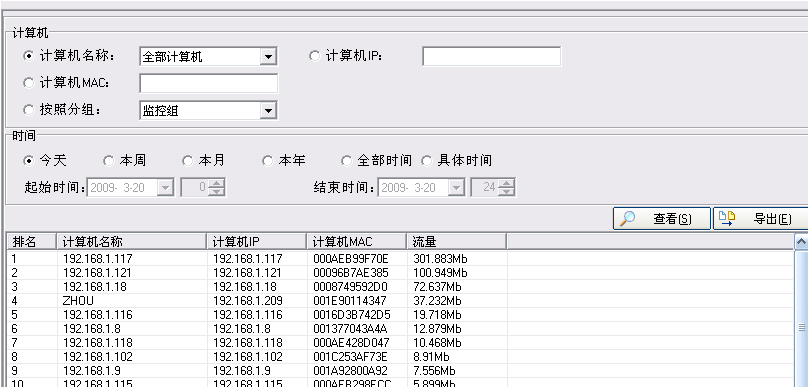 计算机
计算机名称： 全部计算机 计算机IP：
计算机MAC：
按照分组： 监控组
时间
今天 本周 本月 本年 全部时间 具体时间
起始时间： 2009- 3-20 0 结束时间： 2009- 3-20 24
查看(S) 导出(E)
排名 计算机名称 计算机IP 计算机MAC 流量
1 192.168.1.117 192.168.1.117 000AEB99F70E 301.883Mb
2 192.168.1.121 192.168.1.121 00096B7AE385 100.949Mb
3 192.168.1.18 192.168.1.18 0008749592D0 72.637Mb
4 ZHOU 192.168.1.209 001E90114347 37.232Mb
5 192.168.1.116 192.168.1.116 0016D3B742D5 19.718Mb
6 192.168.1.8 192.168.1.8 001377043A4A 12.879Mb
7 192.168.1.118 192.168.1.118 000AE428D047 10.468Mb
8 192.168.1.102 192.168.1.102 001C253AF73E 8.91Mb
9 192.168.1.9 192.168.1.9 001A92800A92 7.556Mb
10 192.168.1.115 192.168.1.115 000AEB298ECC 5.899Mb